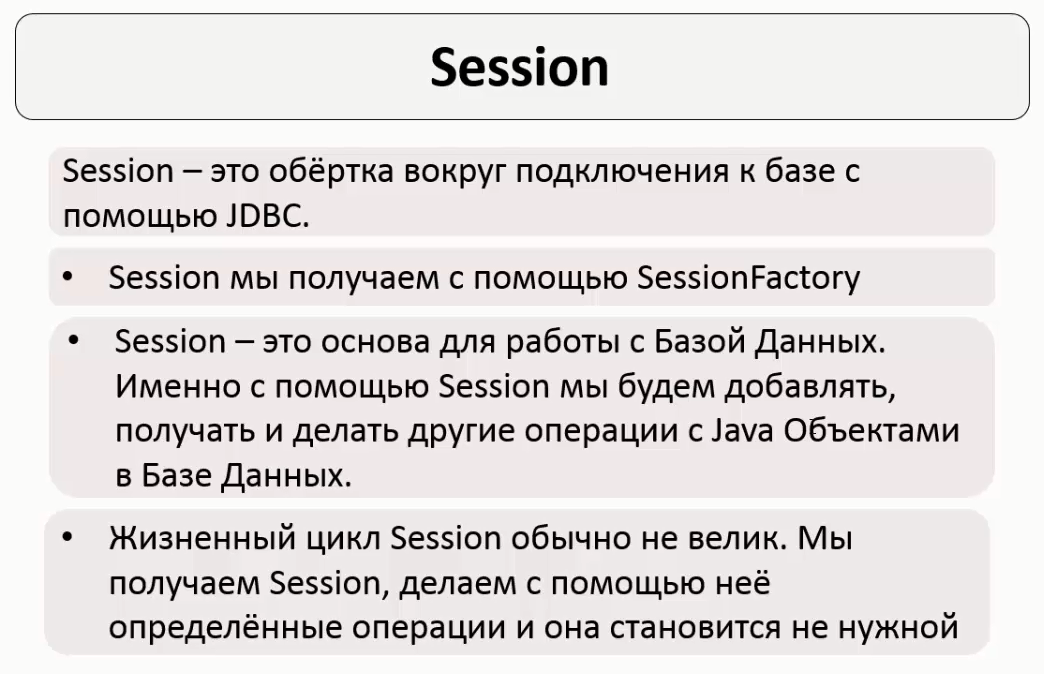 Session
Session – это обёртка вокруг подключения к базе с
помощью JDBC.
• Session мы получаем с помощью SessionFactory
• Session – это основа для работы с Базой Данных.
Именно с помощью Session мы будем добавлять,
получать и делать другие операции с Java Объектами
в Базе Данных.
• Жизненный цикл Session обычно не велик. Мы
получаем Session, делаем с помощью неё
определённые операции и она становится не нужной